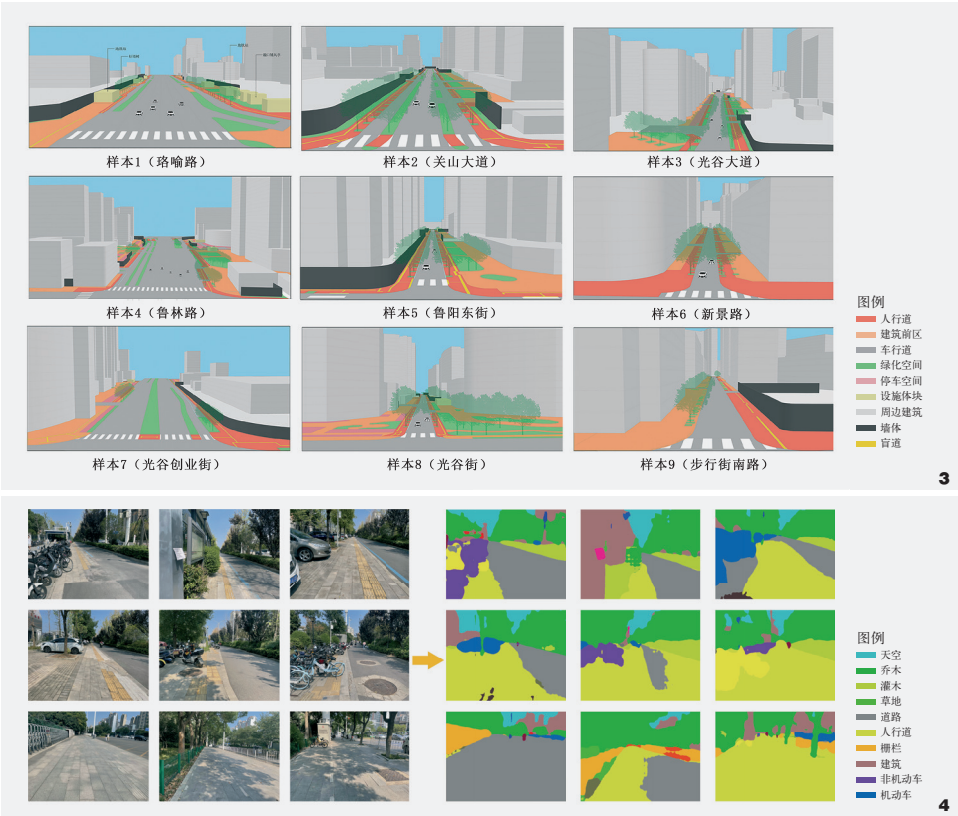 样本1（珞喻路）
样本2（关山大道）
样本3（光谷大道）
样本4（鲁林路）
样本5（鲁阳东街）
样本6（新景路）
样本7（光谷创业街）
样本8（光谷街）
样本9（步行街南路）
图例
人行道
建筑前区
车行道
绿化空间
停车空间
设施体块
周边建筑
墙体
盲道
3
图例
天空
乔木
灌木
草地
道路
人行道
栅栏
建筑
非机动车
机动车
4